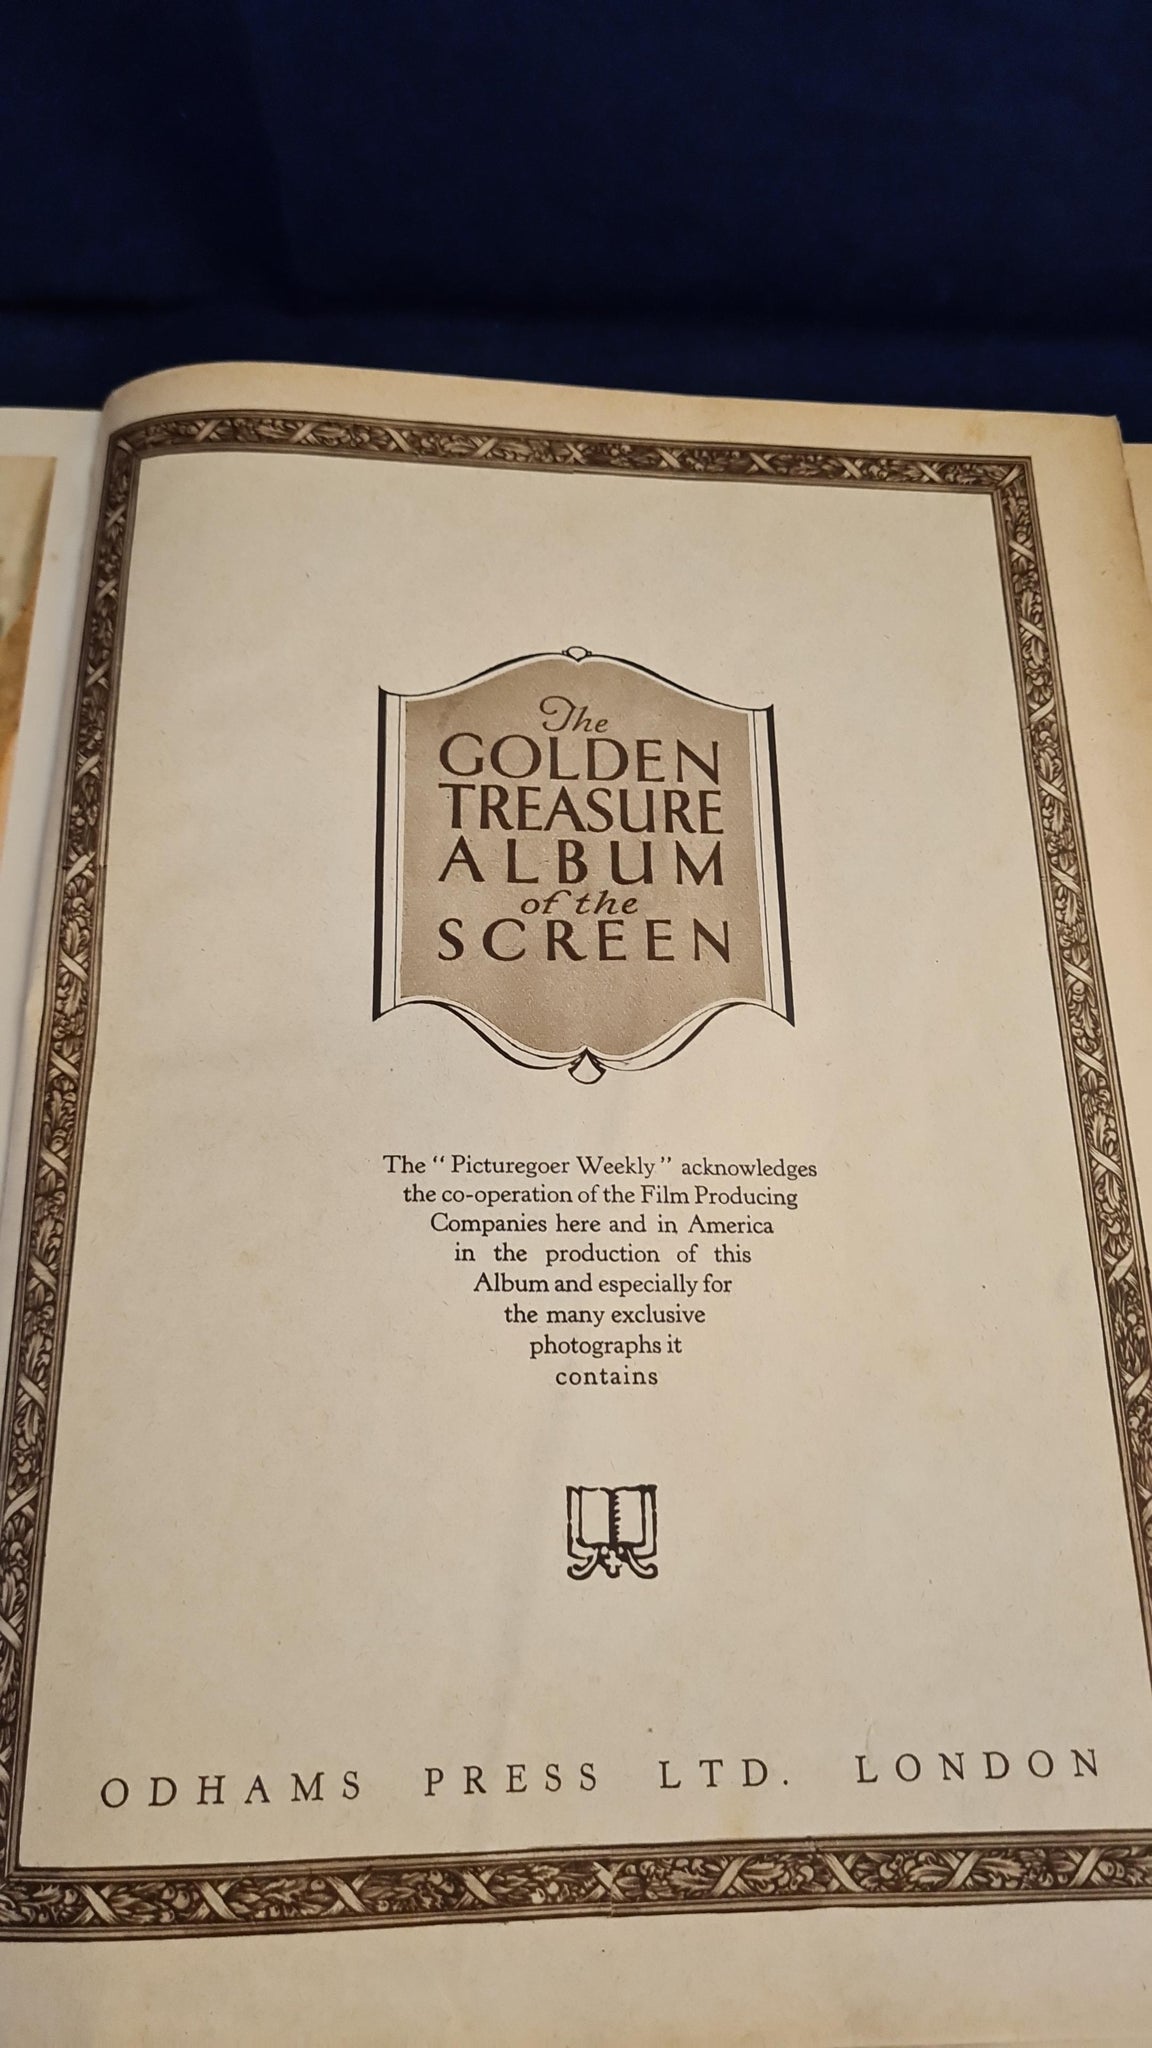 The
GOLDEN
TREASURE
ALBUM
of the
SCREEN
The “Picturegoer Weekly” acknowledges
the co-operation of the Film Producing
Companies here and in America
in the production of this
Album and especially for
the many exclusive
photographs it
contains
ODHAMS PRESS LTD. LONDON